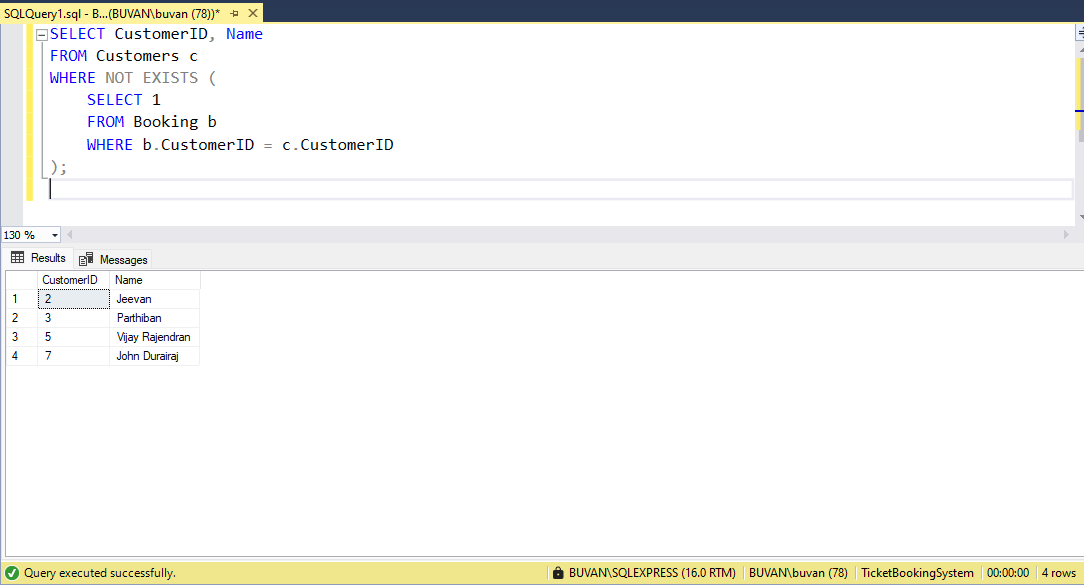 SQLQuery1.sql - B...(BUVAN\buvan (78))*
SELECT CustomerID, Name
FROM Customers c
WHERE NOT EXISTS (
    SELECT 1
    FROM Booking b
    WHERE b.CustomerID = c.CustomerID
);
130 %
Results Messages
CustomerID Name
1 2 Jeevan
2 3 Parthiban
3 5 Vijay Rajendran
4 7 John Durairaj
Query executed successfully. BUVAN\SQLEXPRESS (16.0 RTM) BUVAN\buvan (78) TicketBookingSystem 00:00:00 4 rows